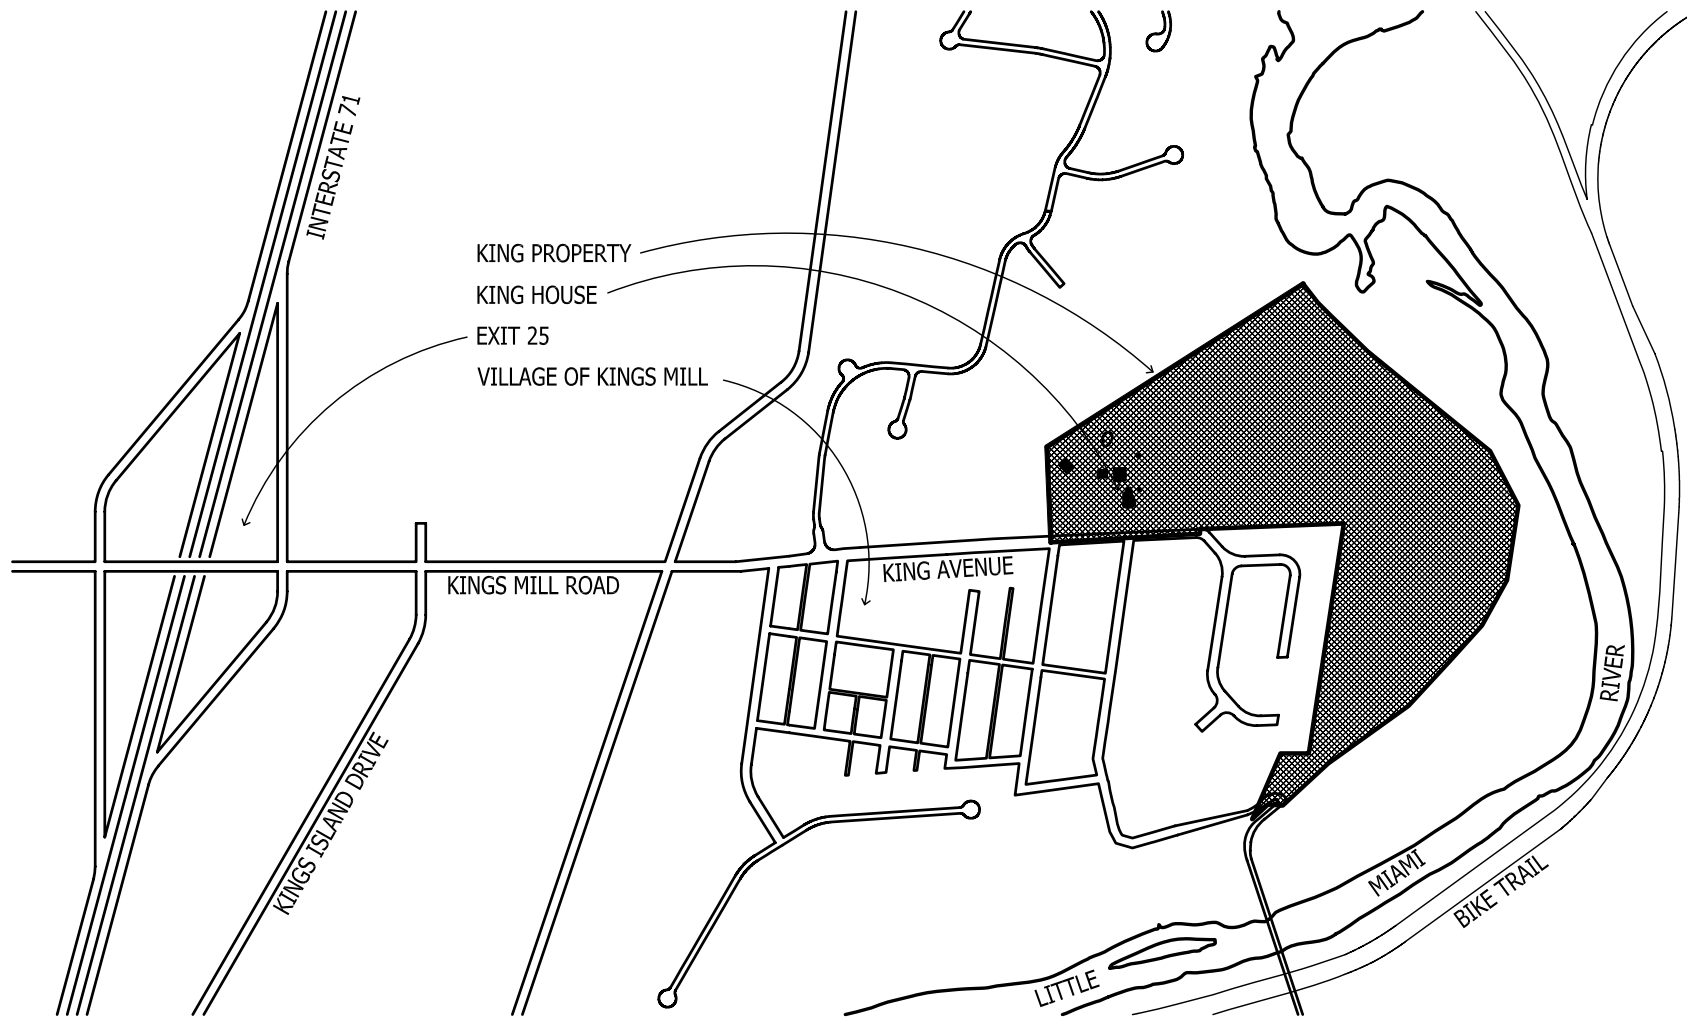 INTERSTATE 71
KING PROPERTY
KING HOUSE
EXIT 25
VILLAGE OF KINGS MILL
KINGS MILL ROAD
KING AVENUE
KINGS ISLAND DRIVE
LITTLE
MIAMI
RIVER
BIKE TRAIL